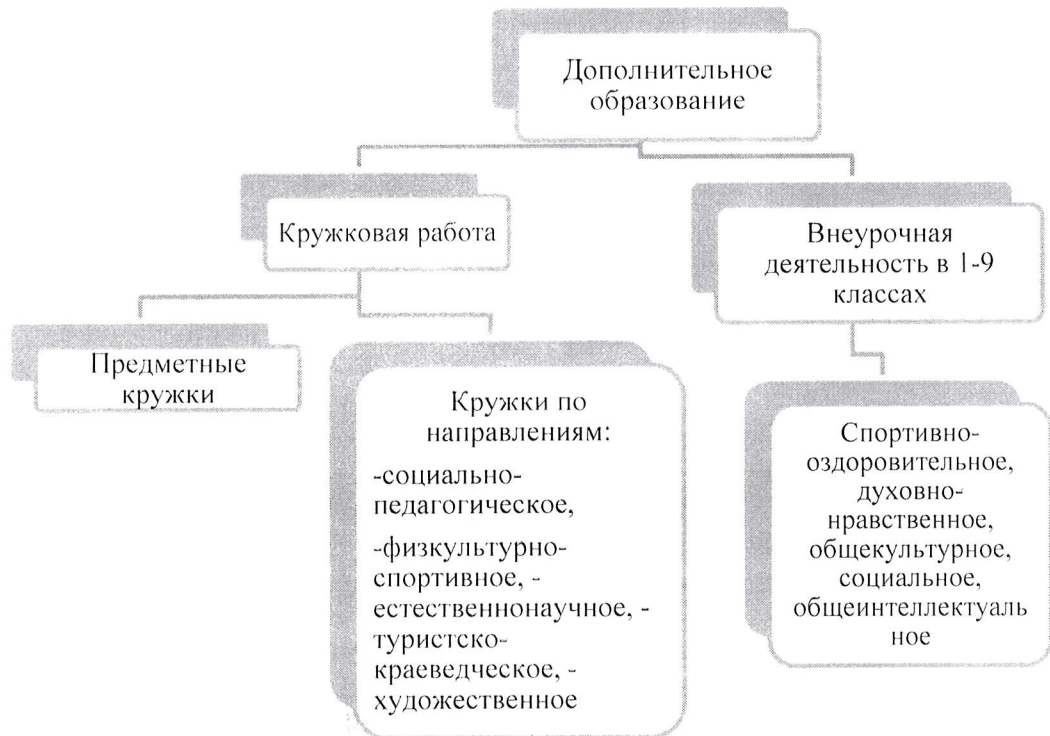 Дополнительное
образование
Кружковая работа
Внеурочная
деятельность в 1-9
классах
Предметные
кружки
Кружки по
направлениям:
-социально-
педагогическое,
-физкультурно-
спортивное, -
естественнонаучное, -
туристско-
краеведческое, -
художественное
Спортивно-
оздоровительное,
духовно-
нравственное,
общекультурное,
социальное,
общеинтеллектуаль
ное